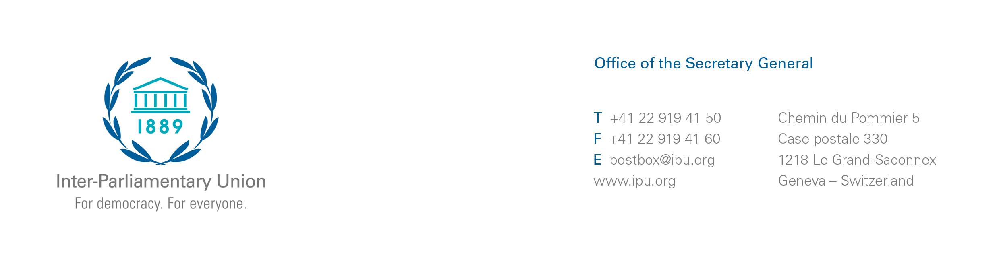 1889
Inter-Parliamentary Union
For democracy. For everyone.
Office of the Secretary General
T +41 22 919 41 50
F +41 22 919 41 60
E postbox@ipu.org
www.ipu.org
Chemin du Pommier 5
Case postale 330
1218 Le Grand-Saconnex
Geneva – Switzerland